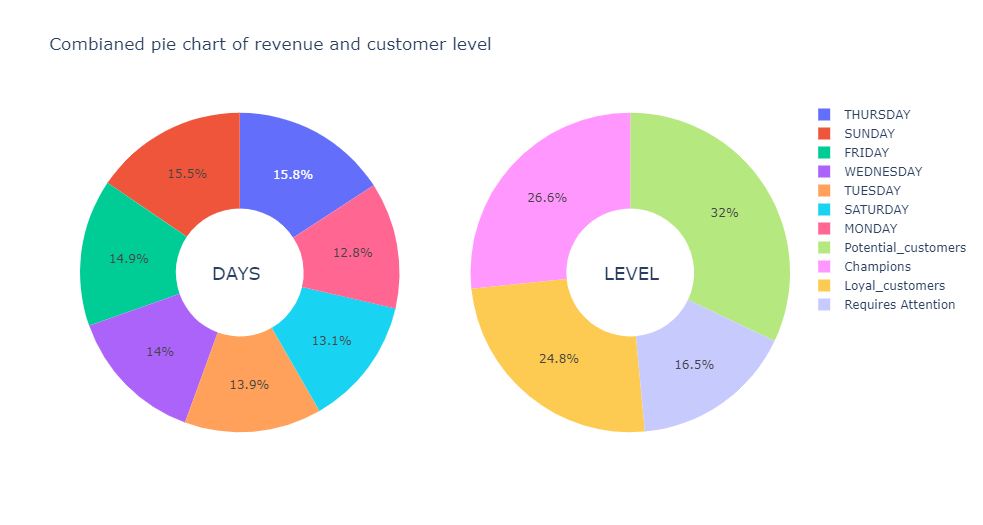 Combianed pie chart of revenue and customer level
15.5%
15.8%
14.9%
12.8%
DAYS
14%
13.1%
13.9%
26.6%
32%
LEVEL
24.8%
16.5%
THURSDAY
SUNDAY
FRIDAY
WEDNESDAY
TUESDAY
SATURDAY
MONDAY
Potential_customers
Champions
Loyal_customers
Requires Attention